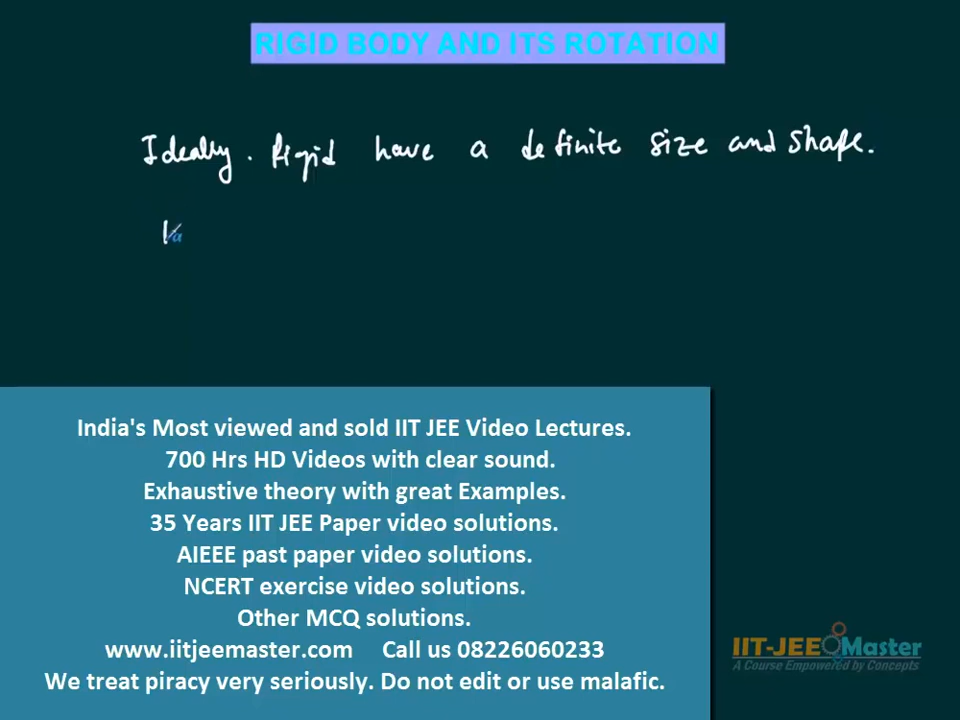 RIGID BODY AND ITS ROTATION
Ideally. Rigid have a definite size and shape.
India's Most viewed and sold IIT JEE Video Lectures.
700 Hrs HD Videos with clear sound.
Exhaustive theory with great Examples.
35 Years IIT JEE Paper video solutions.
AIEEE past paper video solutions.
NCERT exercise video solutions.
Other MCQ solutions.
www.iitjeemaster.com Call us 08226060233
We treat piracy very seriously. Do not edit or use malafic.
IIT-JEE Master
A Course Empowered by Concepts